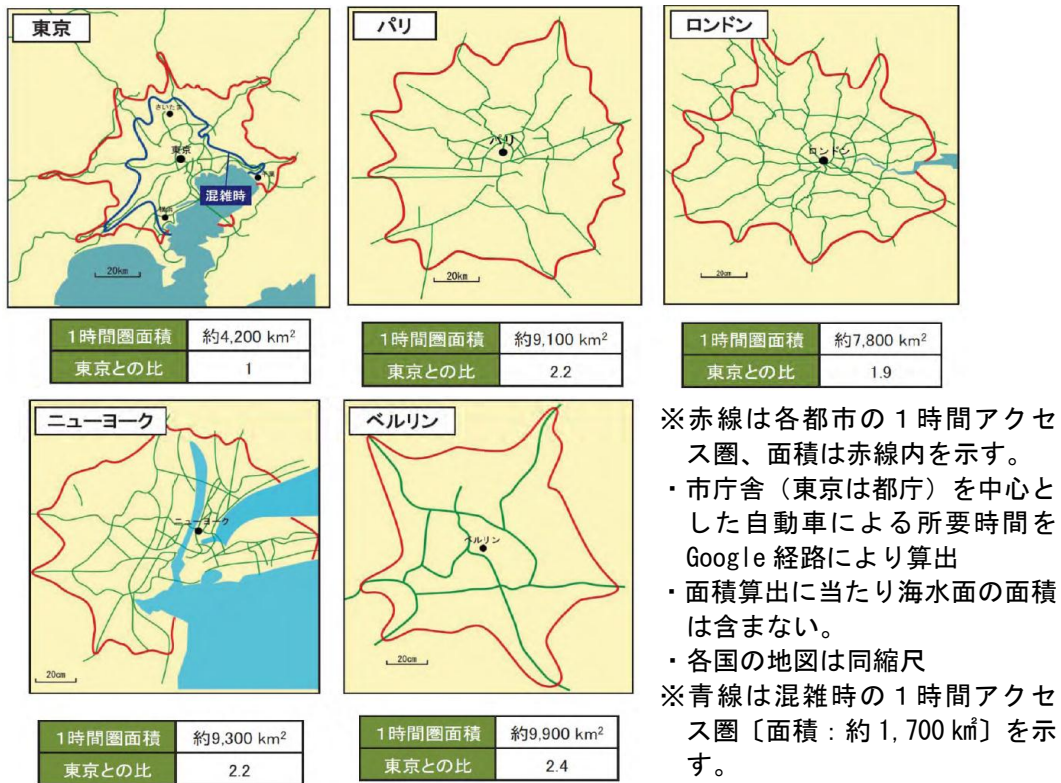 東京
さいたま
東京
千葉
混雑時
横浜
20km
1時間圏面積 約4,200 km²
東京との比 1
パリ
パリ
20km
1時間圏面積 約9,100 km²
東京との比 2.2
ロンドン
ロンドン
20cm
1時間圏面積 約7,800 km²
東京との比 1.9
ニューヨーク
ニューヨーク
20cm
1時間圏面積 約9,300 km²
東京との比 2.2
ベルリン
ベルリン
20cm
1時間圏面積 約9,900 km²
東京との比 2.4
※赤線は各都市の1時間アクセ
ス圏、面積は赤線内を示す。
・市庁舎（東京は都庁）を中心と
した自動車による所要時間を
Google 経路により算出
・面積算出に当たり海水面の面積
は含まない。
・各国の地図は同縮尺
※青線は混雑時の1時間アクセ
ス圏〔面積：約1,700㎢〕を示
す。